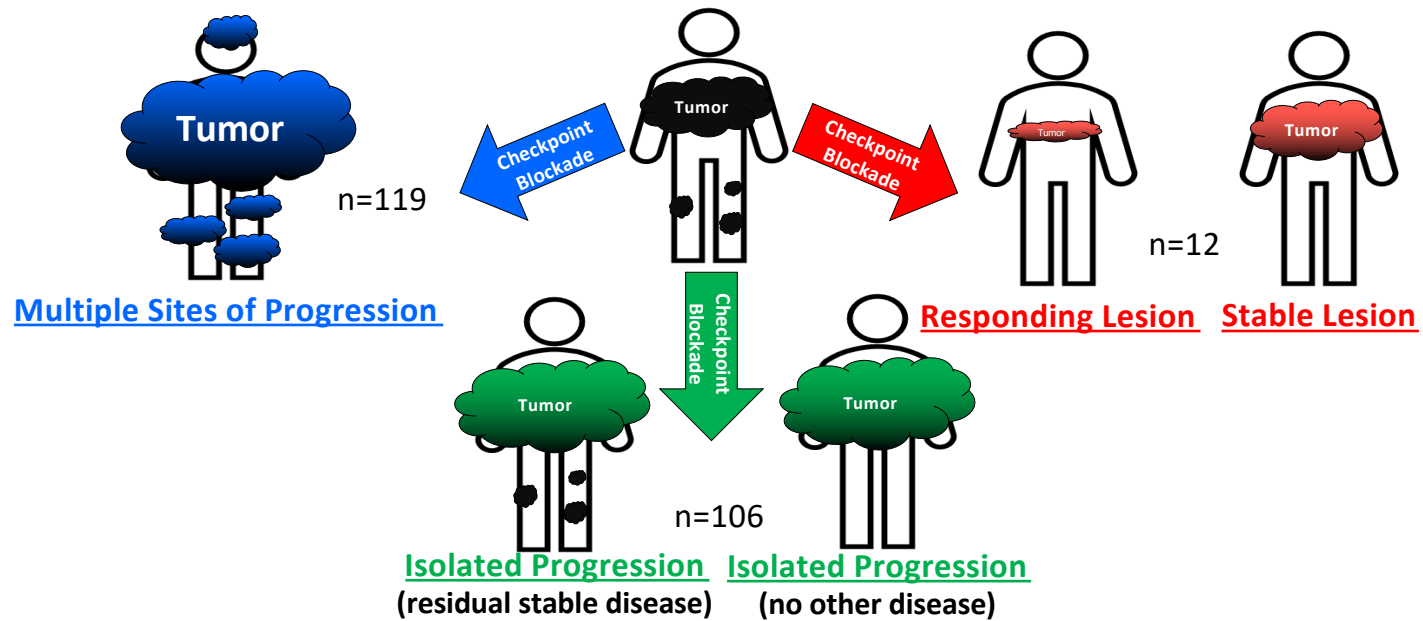 Tumor
Checkpoint
Blockade
n=119
Multiple Sites of Progression
Tumor
Checkpoint
Blockade
Tumor
Tumor
n=12
Responding Lesion
Stable Lesion
Checkpoint
Blockade
Tumor
Tumor
n=106
Isolated Progression
(residual stable disease)
Isolated Progression
(no other disease)